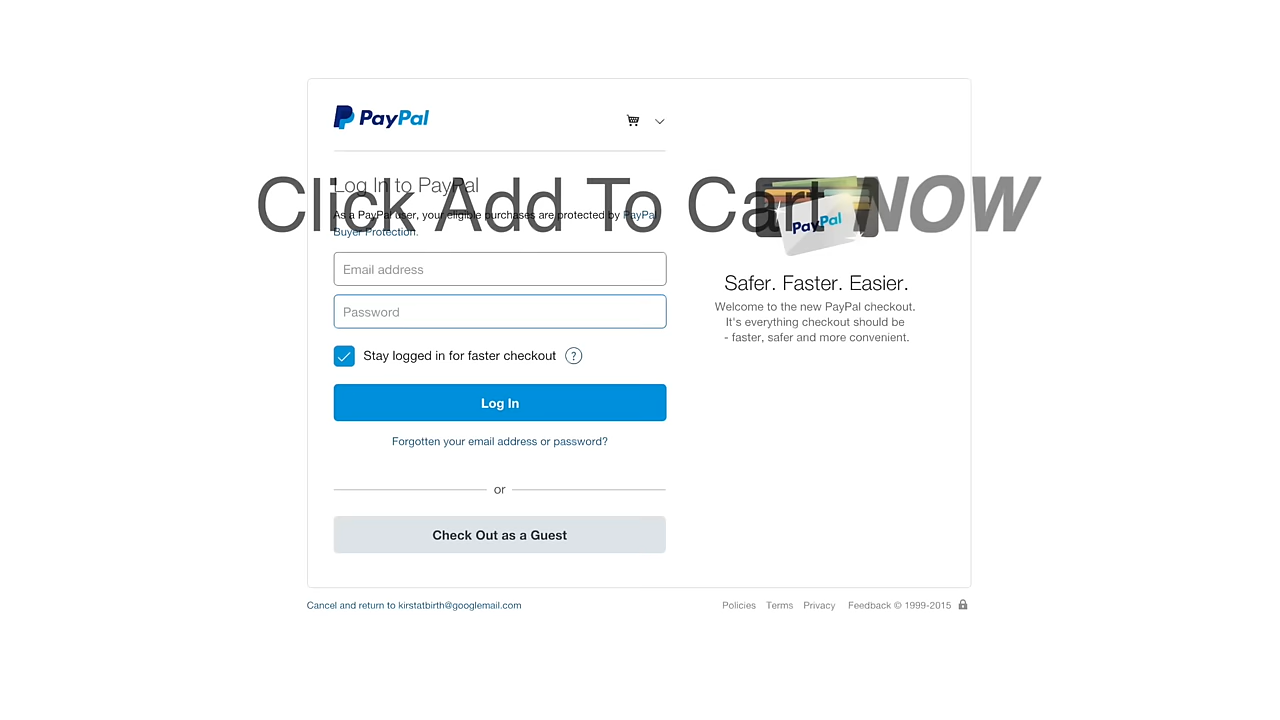 PayPal
Log In to PayPal
Click Add To Cart NOW
As a PayPal user, your eligible purchases are protected by PayPal
Buyer Protection.
PayPal
Email address
Password
Stay logged in for faster checkout ?
Log In
Forgotten your email address or password?
or
Check Out as a Guest
Safer. Faster. Easier.
Welcome to the new PayPal checkout.
It's everything checkout should be
- faster, safer and more convenient.
Cancel and return to kirstatbirth@googlemail.com
Policies Terms Privacy Feedback © 1999-2015